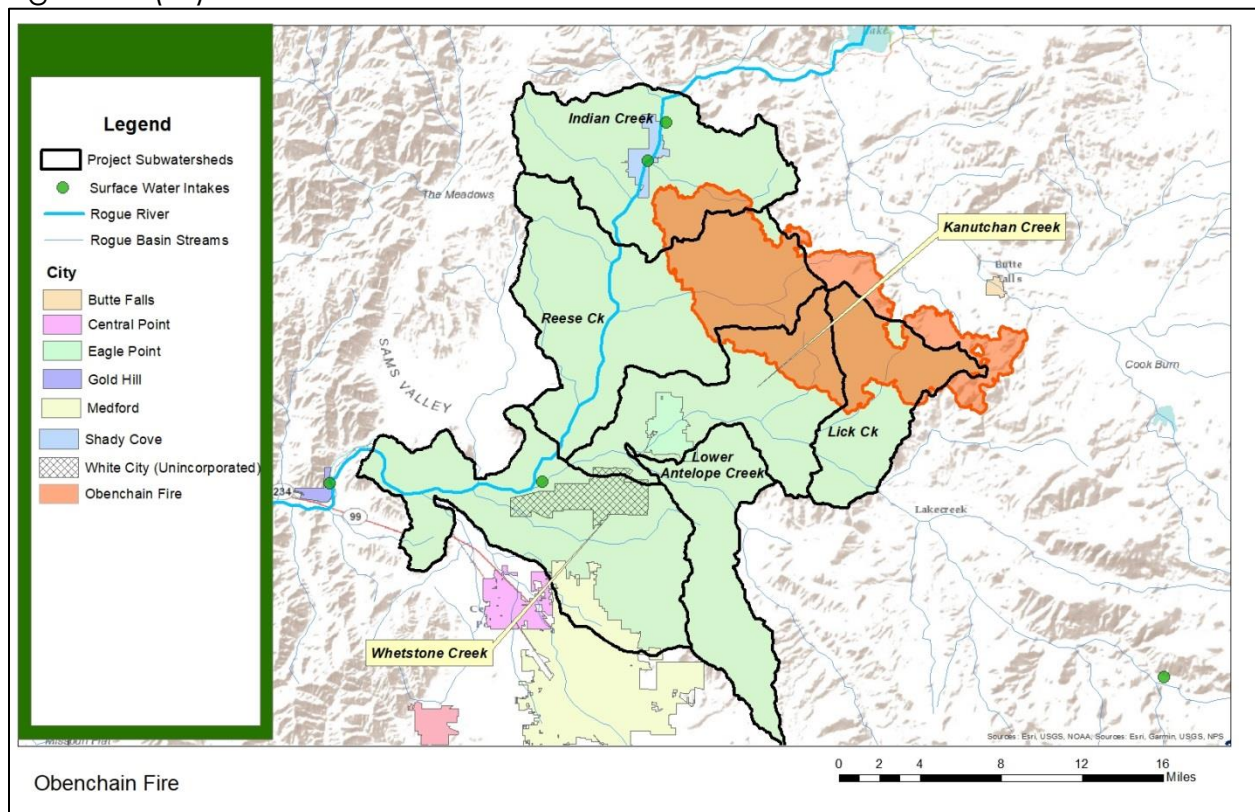 Legend
Project Subwatersheds
Surface Water Intakes
Rogue River
Rogue Basin Streams
City
Butte Falls
Central Point
Eagle Point
Gold Hill
Medford
Shady Cove
White City (Unincorporated)
Obenchain Fire
Lake
Indian Creek
The Meadows
Kanutchan Creek
Butte
Falls
Reese Ck
SAMS VALLEY
Cook Burn
Lick Ck
Lower
Antelope Creek
234
99
Lakecreek
Whetstone Creek
Sources: Esri, USGS, NOAA, Sources: Esri, Garmin, USGS, NPS
Obenchain Fire
0 2 4 8 12 16
Miles